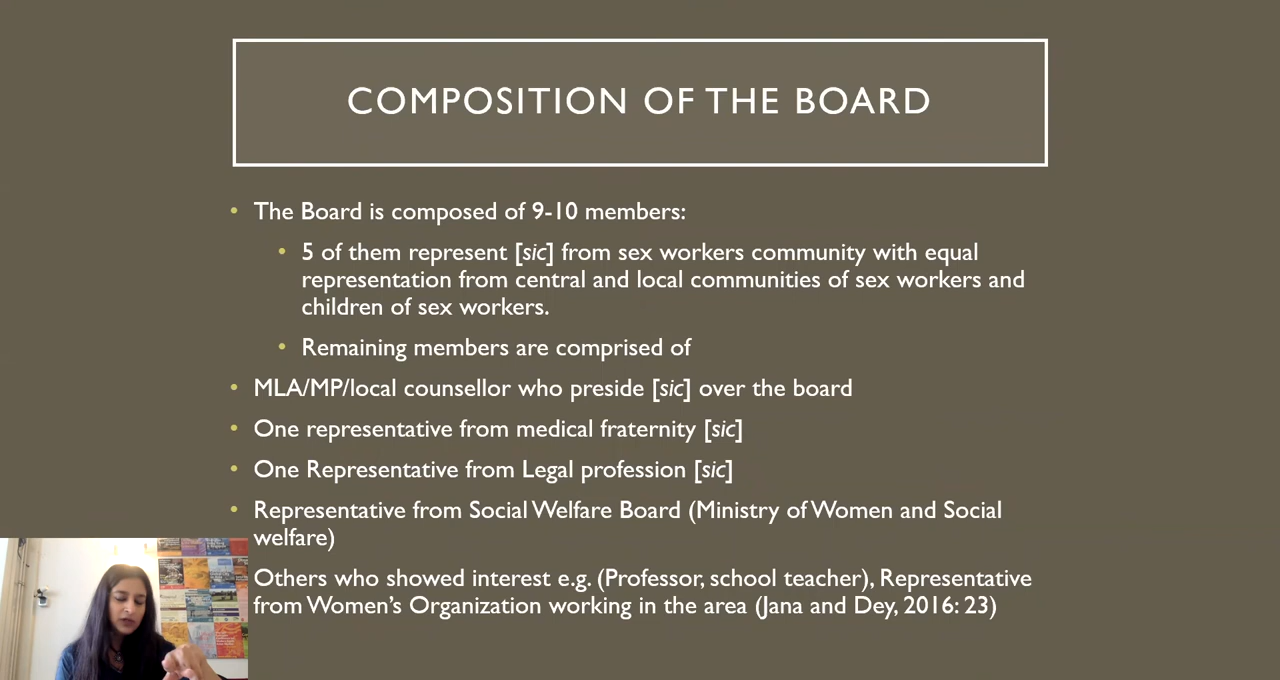 COMPOSITION OF THE BOARD
• The Board is composed of 9-10 members:
• 5 of them represent [sic] from sex workers community with equal
representation from central and local communities of sex workers and
children of sex workers.
• Remaining members are comprised of
• MLA/MP/local counsellor who preside [sic] over the board
• One representative from medical fraternity [sic]
• One Representative from Legal profession [sic]
• Representative from Social Welfare Board (Ministry of Women and Social
welfare)
Others who showed interest e.g. (Professor, school teacher), Representative
from Women’s Organization working in the area (Jana and Dey, 2016: 23)